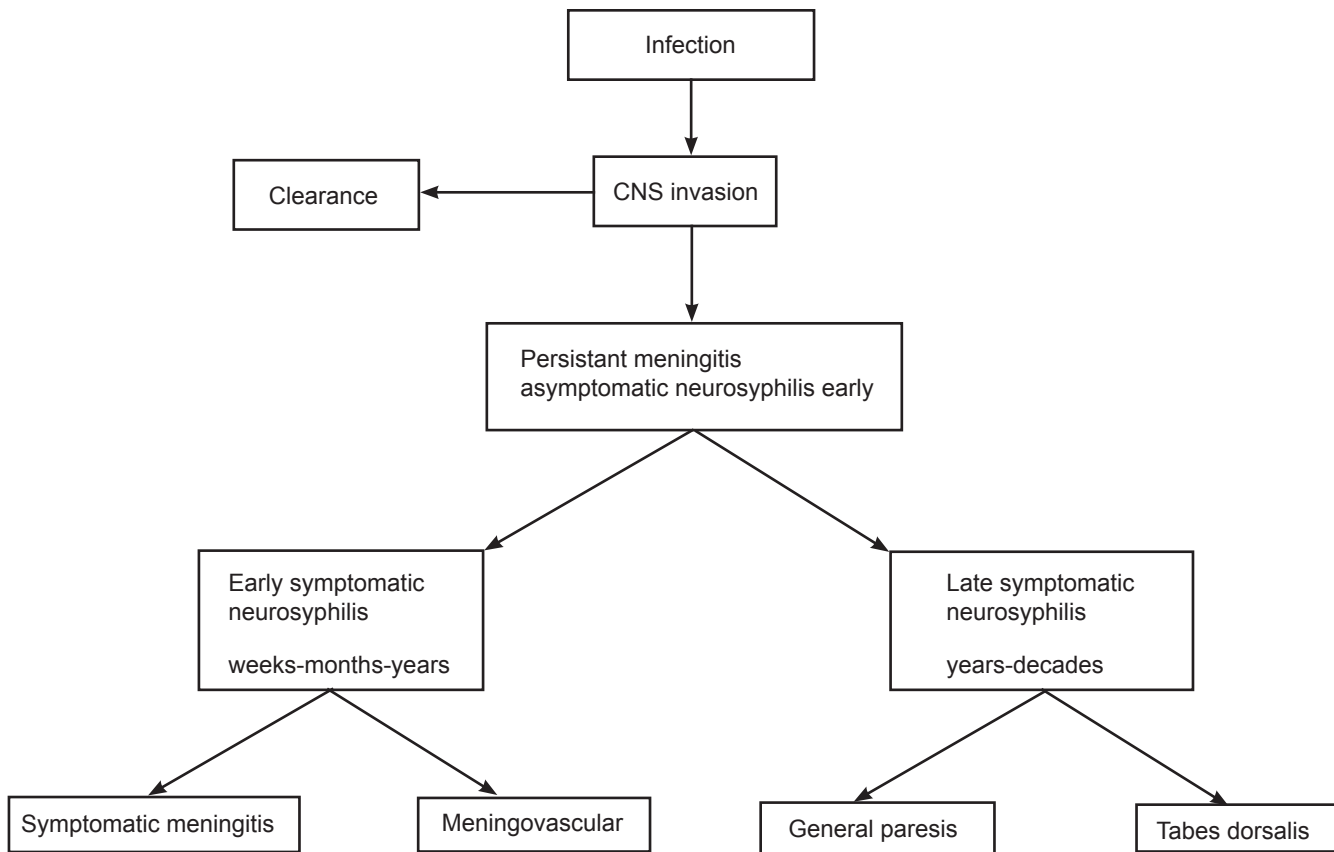 Infection
Clearance
CNS invasion
Persistant meningitis
asymptomatic neurosyphilis early
Early symptomatic
neurosyphilis
weeks-months-years
Late symptomatic
neurosyphilis
years-decades
Symptomatic meningitis
Meningovascular
General paresis
Tabes dorsalis